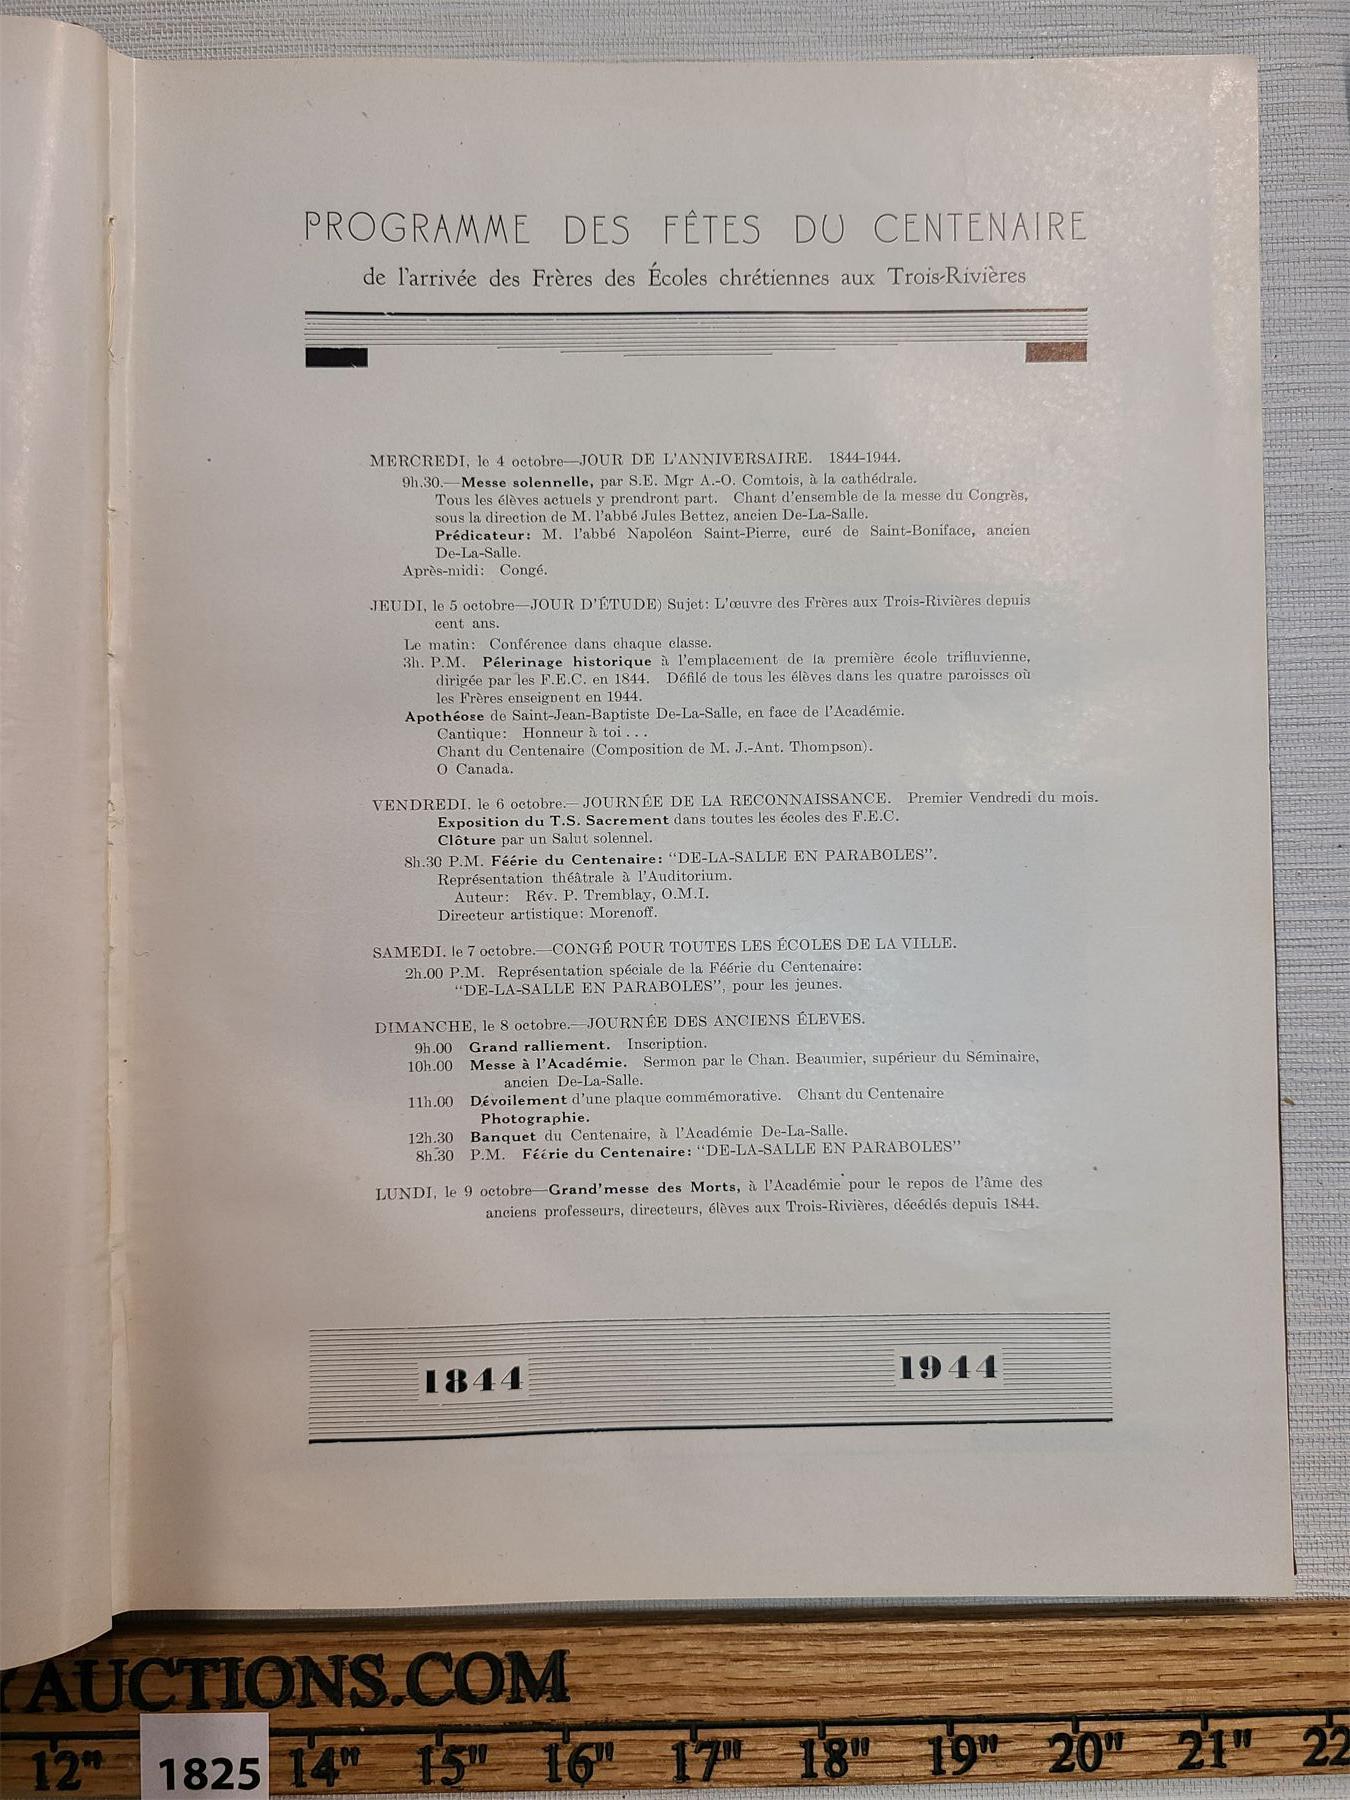 PROGRAMME DES FÊTES DU CENTENAIRE
de l'arrivée des Frères des Écoles chrétiennes aux Trois-Rivières
MERCREDI, le 4 octobre—JOUR DE L'ANNIVERSAIRE. 1844-1944.
9h.30.—Messe solennelle, par S.E. Mgr A.-O. Comtois, à la cathédrale.
Tous les élèves actuels y prendront part. Chant d'ensemble de la messe du Congrès,
sous la direction de M. l'abbé Jules Bettez, ancien De-La-Salle.
Prédicateur: M. l'abbé Napoléon Saint-Pierre, curé de Saint-Boniface, ancien
De-La-Salle.
Après-midi: Congé.
JEUDI, le 5 octobre—JOUR D'ÉTUDE) Sujet: L'œuvre des Frères aux Trois-Rivières depuis
cent ans.
Le matin: Conférence dans chaque classe.
3h. P.M. Pélerinage historique à l'emplacement de la première école trifluvienne,
dirigée par les F.E.C. en 1844. Défilé de tous les élèves dans les quatre paroisses où
les Frères enseignent en 1944.
Apothéose de Saint-Jean-Baptiste De-La-Salle, en face de l'Académie.
Cantique: Honneur à toi . . .
Chant du Centenaire (Composition de M. J.-Ant. Thompson).
O Canada.
VENDREDI. le 6 octobre.—JOURNÉE DE LA RECONNAISSANCE. Premier Vendredi du mois.
Exposition du T.S. Sacrement dans toutes les écoles des F.E.C.
Clôture par un Salut solennel.
8h.30 P.M. Féérie du Centenaire: "DE-LA-SALLE EN PARABOLES".
Représentation théâtrale à l'Auditorium.
Auteur: Rév. P. Tremblay, O.M.I.
Directeur artistique: Morenoff.
SAMEDI. le 7 octobre.—CONGÉ POUR TOUTES LES ÉCOLES DE LA VILLE.
2h.00 P.M. Représentation spéciale de la Féérie du Centenaire:
"DE-LA-SALLE EN PARABOLES", pour les jeunes.
DIMANCHE, le 8 octobre.—JOURNÉE DES ANCIENS ÉLEVES.
9h.00 Grand ralliement. Inscription.
10h.00 Messe à l'Académie. Sermon par le Chan. Beaumier, supérieur du Séminaire,
ancien De-La-Salle.
11h.00 Dévoilement d'une plaque commémorative. Chant du Centenaire
Photographie.
12h.30 Banquet du Centenaire, à l'Académie De-La-Salle.
8h.30 P.M. Féérie du Centenaire: "DE-LA-SALLE EN PARABOLES"
LUNDI, le 9 octobre—Grand'messe des Morts, à l'Académie pour le repos de l'âme des
anciens professeurs, directeurs, élèves aux Trois-Rivières, décédés depuis 1844.
1844 1944
AUCTIONS.COM
12" 1825 14" 15" 16" 17" 18" 19" 20" 21" 22